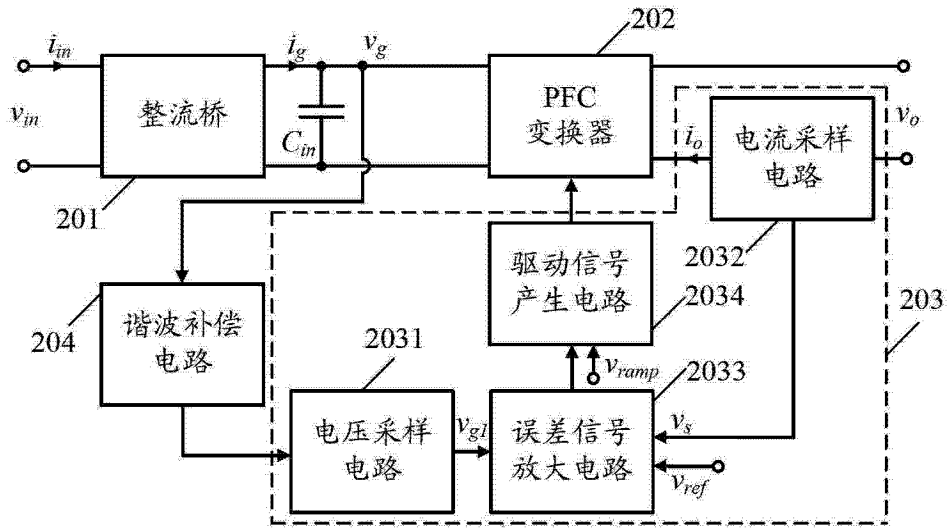 202
i_in
i_g
v_g
整流桥
PFC
变换器
电流采样
电路
v_in
C_in
i_o
v_o
201
2032
驱动信号
产生电路
203
谐波补偿
电路
204
2034
2031
v_ramp
2033
电压采样
电路
v_g1
误差信号
放大电路
v_s
v_ref